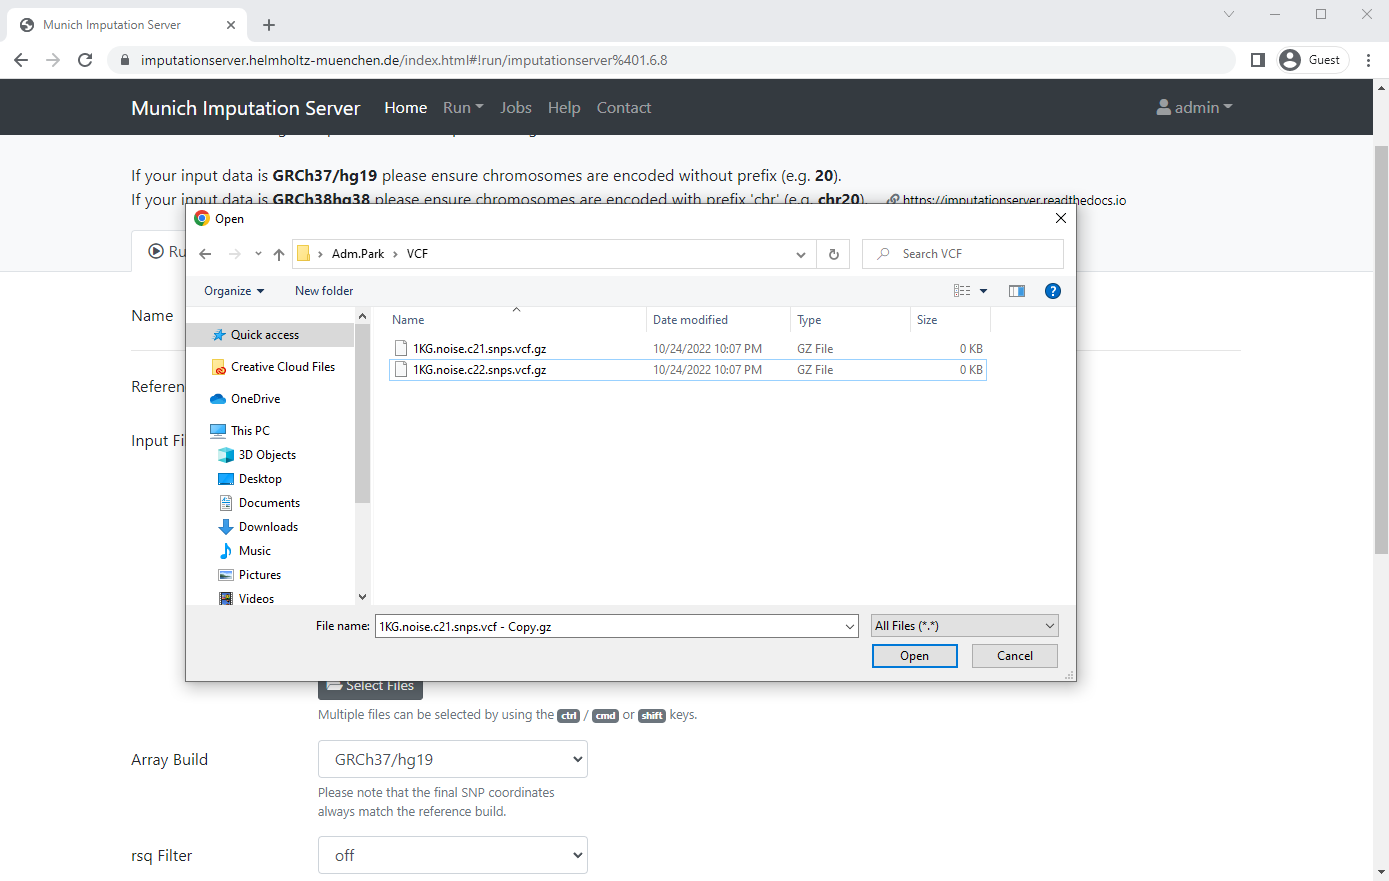 Munich Imputation Server
imputationserver.helmholtz-muenchen.de/index.html#!run/imputationserver%401.6.8
Guest
Munich Imputation Server Home Run Jobs Help Contact admin
If your input data is GRCh37/hg19 please ensure chromosomes are encoded without prefix (e.g. 20).
If your input data is GRCh38hg38 please ensure chromosomes are encoded with prefix 'chr' (e.g. chr20). https://imputationserver.readthedocs.io
Open
Ru
Adm.Park VCF
Search VCF
Organize New folder
Name
Name Date modified Type Size
Quick access
1KG.noise.c21.snps.vcf.gz 10/24/2022 10:07 PM GZ File 0 KB
1KG.noise.c22.snps.vcf.gz 10/24/2022 10:07 PM GZ File 0 KB
Creative Cloud Files
Referen
OneDrive
This PC
Input Fi
3D Objects
Desktop
Documents
Downloads
Music
Pictures
Videos
File name: 1KG.noise.c21.snps.vcf - Copy.gz All Files (*.*)
Open Cancel
Select Files
Multiple files can be selected by using the ctrl / cmd or shift keys.
Array Build GRCh37/hg19
Please note that the final SNP coordinates
always match the reference build.
rsq Filter off